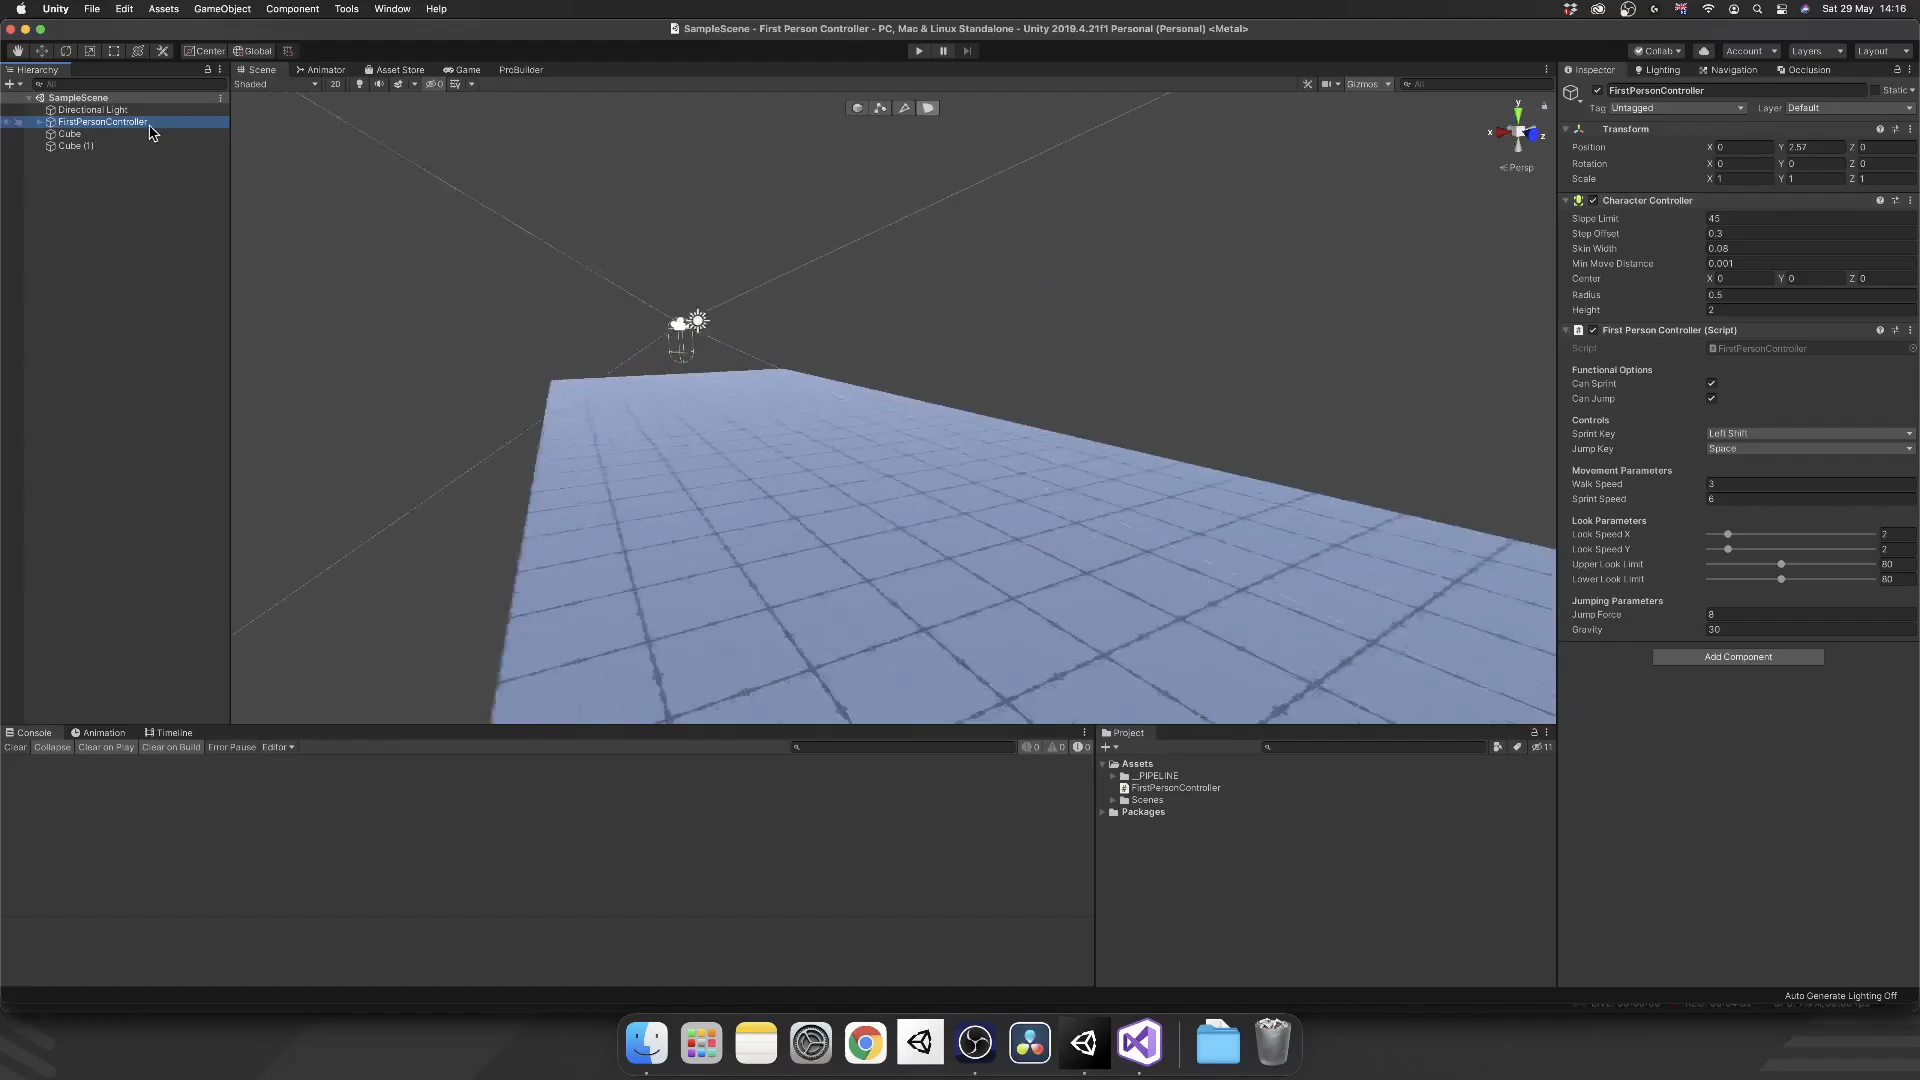 Unity File Edit Assets GameObject Component Tools Window Help
Sat 29 May 14:16
SampleScene - First Person Controller - PC, Mac & Linux Standalone - Unity 2019.4.21f1 Personal (Personal) <Metal>
Center Global
Collab Account Layers Layout
Hierarchy
All
SampleScene
Directional Light
FirstPersonController
Cube
Cube (1)
Scene Animator Asset Store Game ProBuilder
Shaded 2D 0 Gizmos All
y
x
z
Persp
Inspector Lighting Navigation Occlusion
FirstPersonController Static
Tag Untagged Layer Default
Transform
Position X 0 Y 2.57 Z 0
Rotation X 0 Y 0 Z 0
Scale X 1 Y 1 Z 1
Character Controller
Slope Limit 45
Step Offset 0.3
Skin Width 0.08
Min Move Distance 0.001
Center X 0 Y 0 Z 0
Radius 0.5
Height 2
First Person Controller (Script)
Script FirstPersonController
Functional Options
Can Sprint
Can Jump
Controls
Sprint Key Left Shift
Jump Key Space
Movement Parameters
Walk Speed 3
Sprint Speed 6
Look Parameters
Look Speed X 2
Look Speed Y 2
Upper Look Limit 80
Lower Look Limit 80
Jumping Parameters
Jump Force 8
Gravity 30
Add Component
Console Animation Timeline
Clear Collapse Clear on Play Clear on Build Error Pause Editor 0 0 0
Project
11
Assets
__PIPELINE
FirstPersonController
Scenes
Packages
Auto Generate Lighting Off